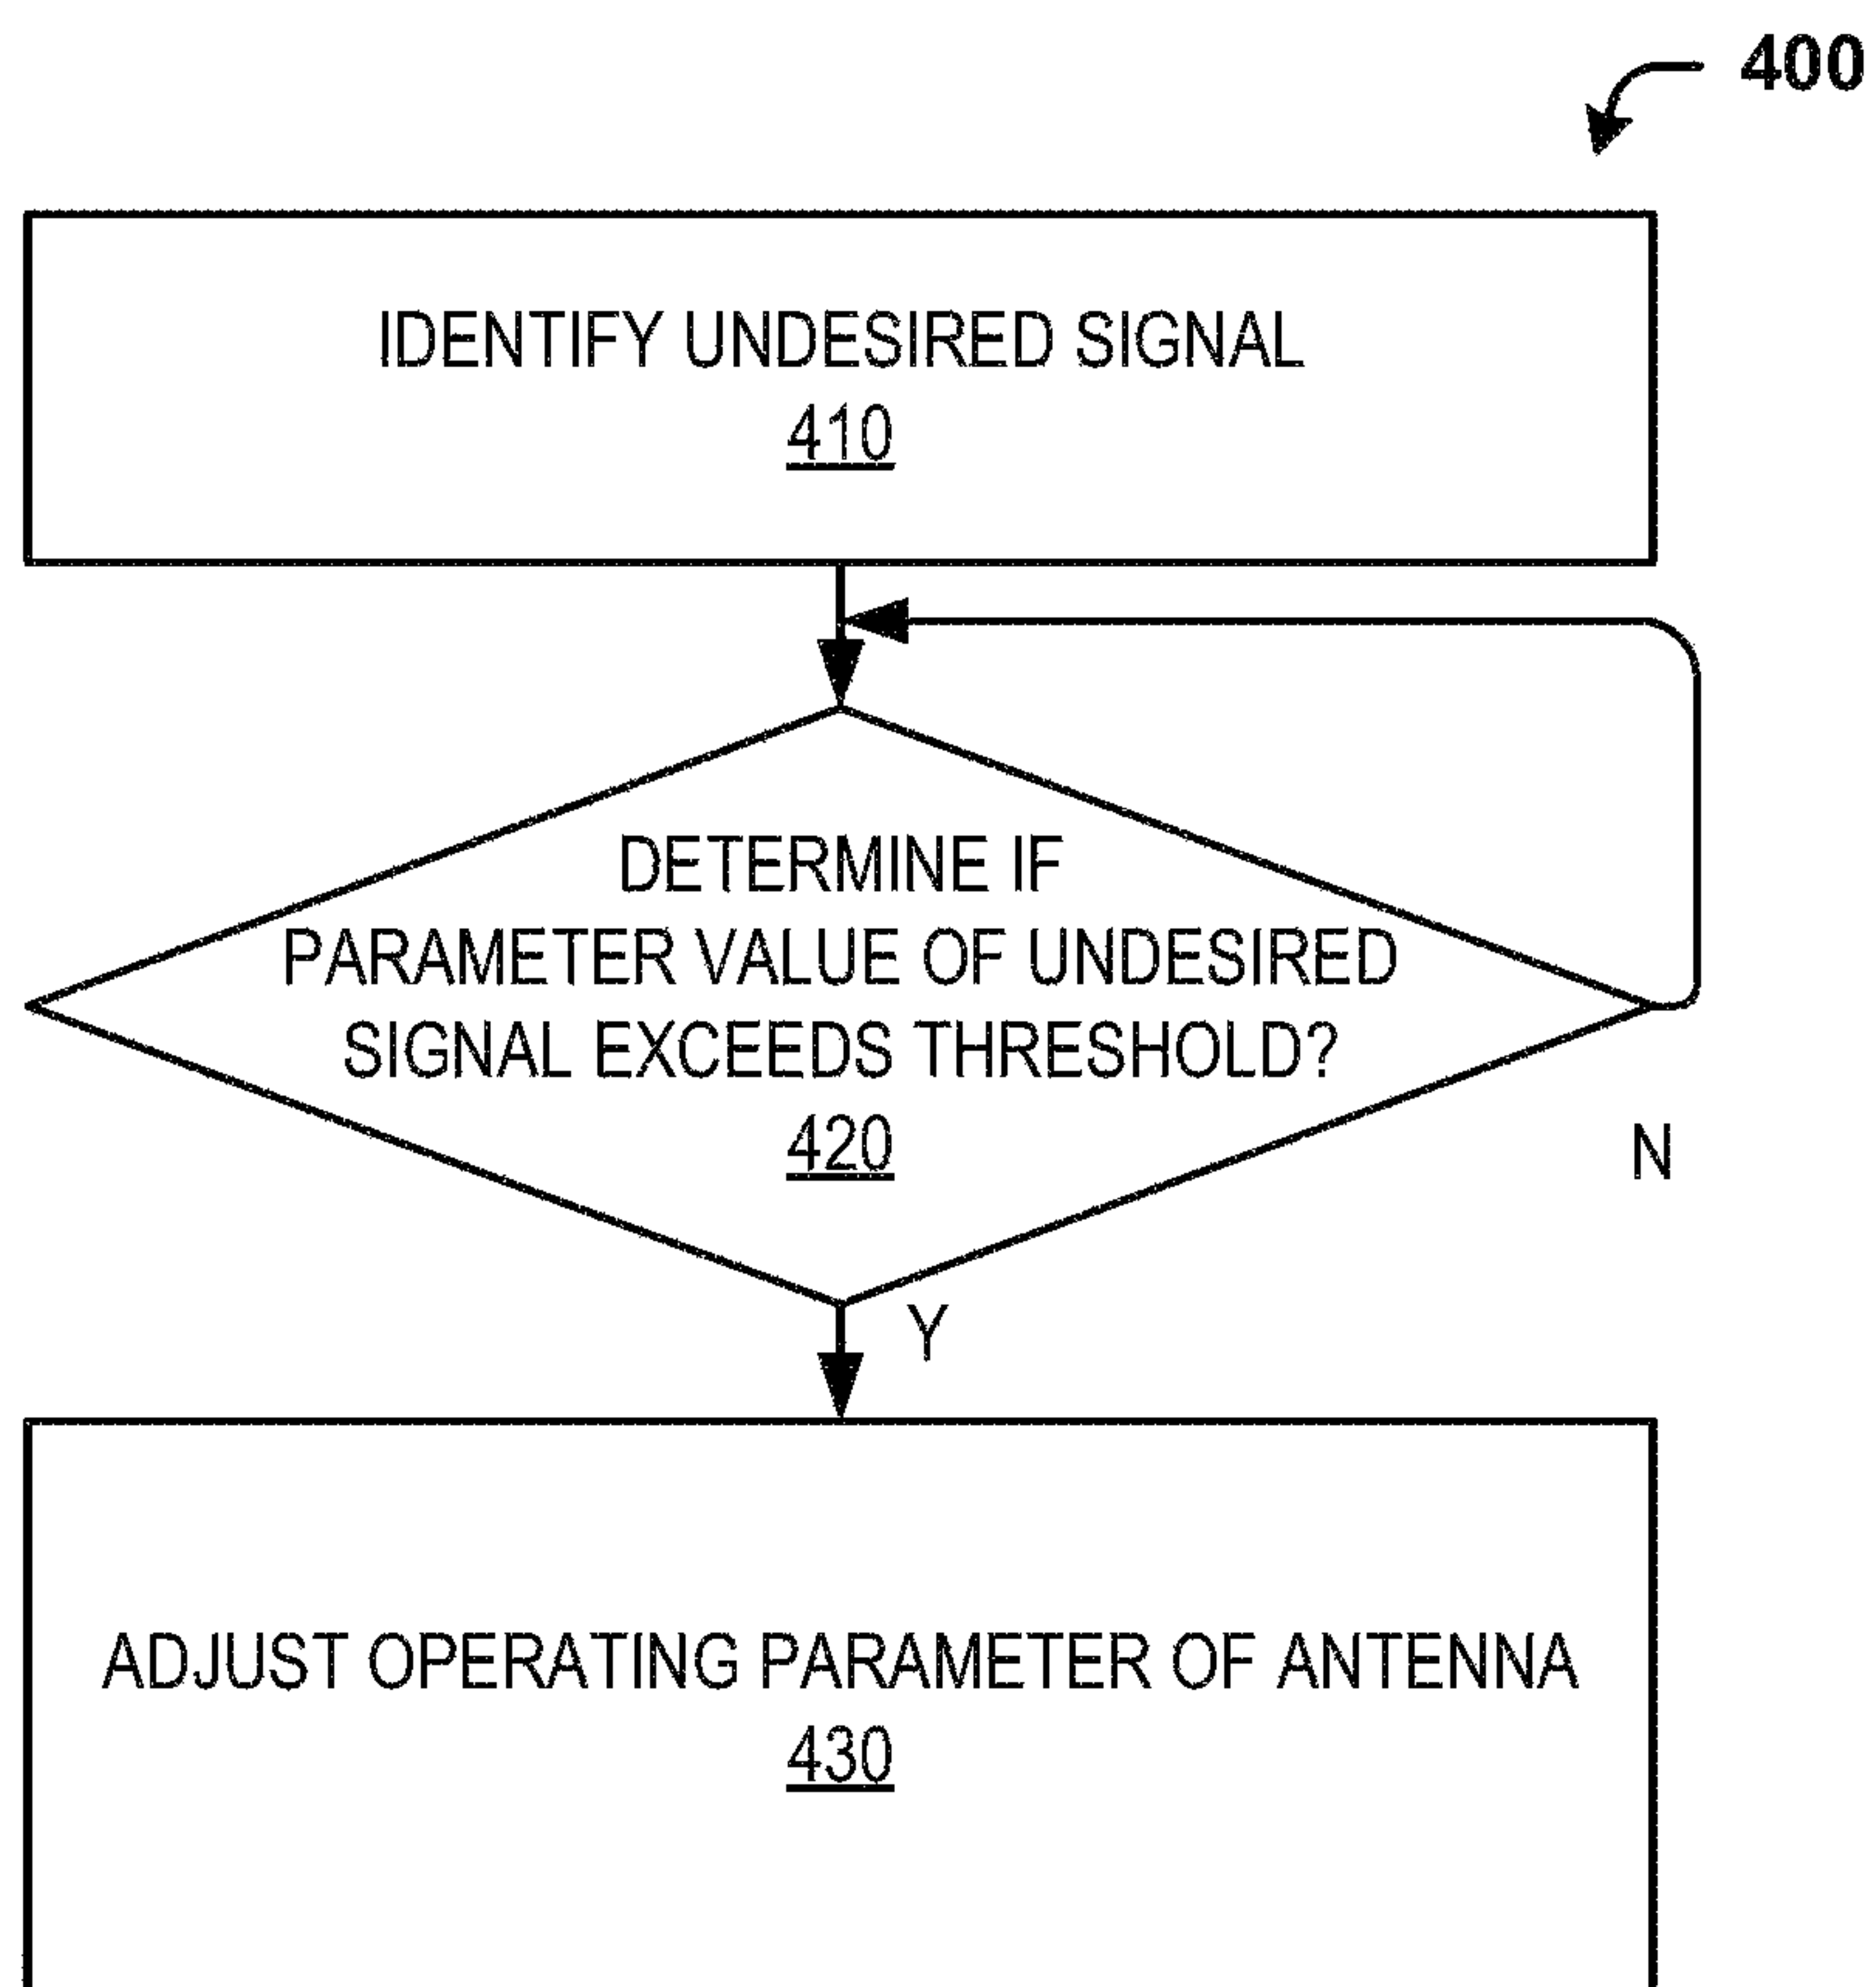 400
IDENTIFY UNDESIRED SIGNAL
410
DETERMINE IF
PARAMETER VALUE OF UNDESIRED
SIGNAL EXCEEDS THRESHOLD?
420
N
Y
ADJUST OPERATING PARAMETER OF ANTENNA
430